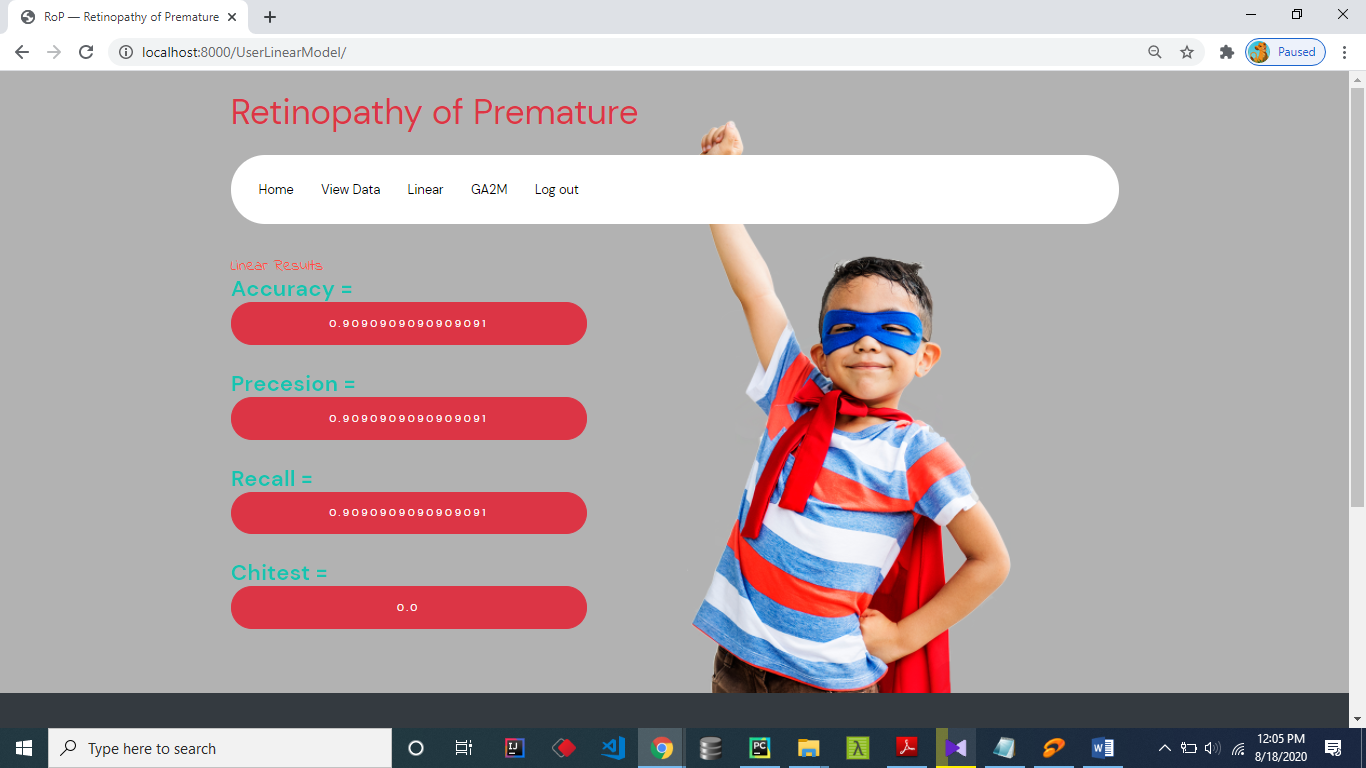 RoP — Retinopathy of Premature
localhost:8000/UserLinearModel/
Paused
Retinopathy of Premature
Home View Data Linear GA2M Log out
Linear Results
Accuracy =
0.9090909090909091
Precesion =
0.9090909090909091
Recall =
0.9090909090909091
Chitest =
0.0
Type here to search
IJ
PC
W
12:05 PM
8/18/2020